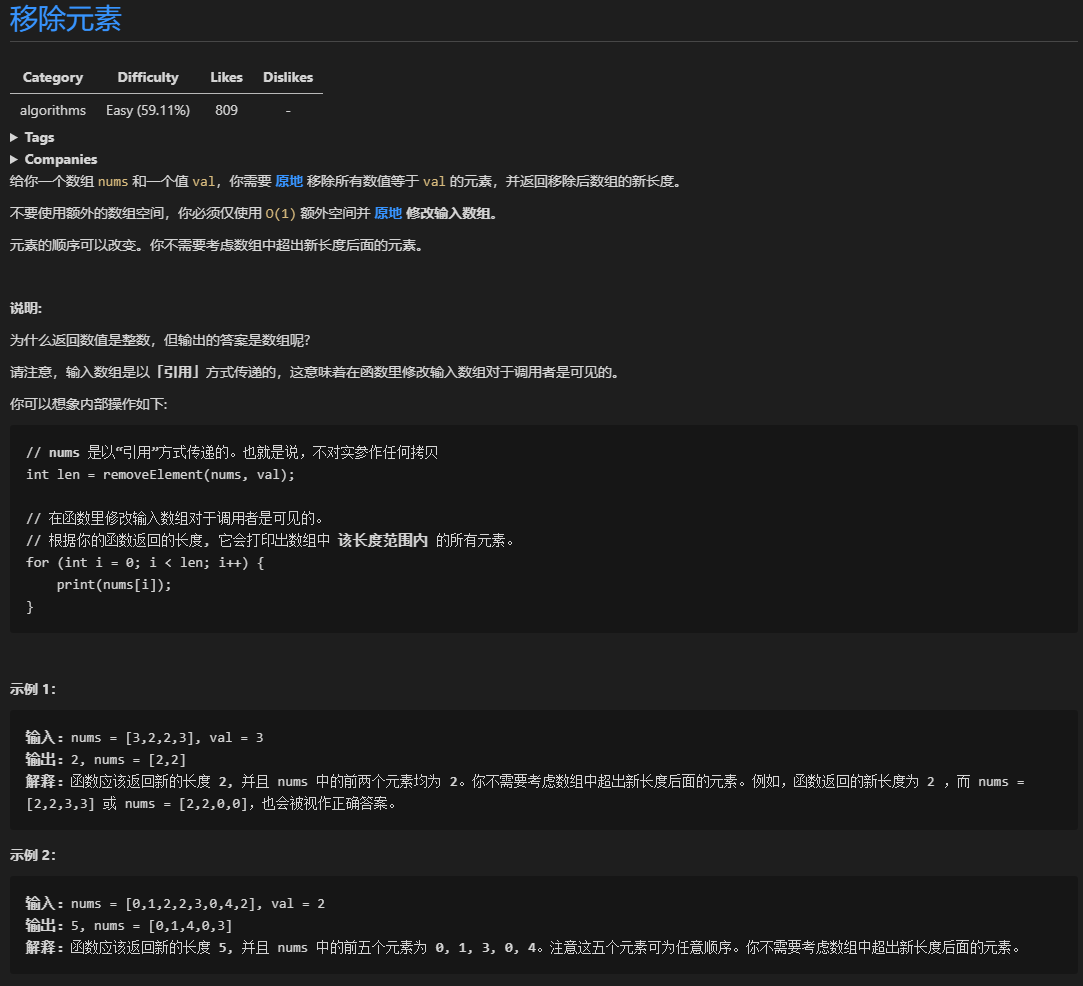 移除元素
Category Difficulty Likes Dislikes
algorithms Easy (59.11%) 809 -
▶ Tags
▶ Companies
给你一个数组 nums 和一个值 val，你需要 原地 移除所有数值等于 val 的元素，并返回移除后数组的新长度。
不要使用额外的数组空间，你必须仅使用 O(1) 额外空间并 原地 修改输入数组。
元素的顺序可以改变。你不需要考虑数组中超出新长度后面的元素。
说明:
为什么返回数值是整数，但输出的答案是数组呢?
请注意，输入数组是以「引用」方式传递的，这意味着在函数里修改输入数组对于调用者是可见的。
你可以想象内部操作如下:
// nums 是以“引用”方式传递的。也就是说，不对实参作任何拷贝
int len = removeElement(nums, val);
// 在函数里修改输入数组对于调用者是可见的。
// 根据你的函数返回的长度, 它会打印出数组中 该长度范围内 的所有元素。
for (int i = 0; i < len; i++) {
    print(nums[i]);
}
示例 1：
输入：nums = [3,2,2,3], val = 3
输出：2, nums = [2,2]
解释：函数应该返回新的长度 2, 并且 nums 中的前两个元素均为 2。你不需要考虑数组中超出新长度后面的元素。例如，函数返回的新长度为 2 ，而 nums =
[2,2,3,3] 或 nums = [2,2,0,0]，也会被视作正确答案。
示例 2：
输入：nums = [0,1,2,2,3,0,4,2], val = 2
输出：5, nums = [0,1,4,0,3]
解释：函数应该返回新的长度 5, 并且 nums 中的前五个元素为 0, 1, 3, 0, 4。注意这五个元素可为任意顺序。你不需要考虑数组中超出新长度后面的元素。